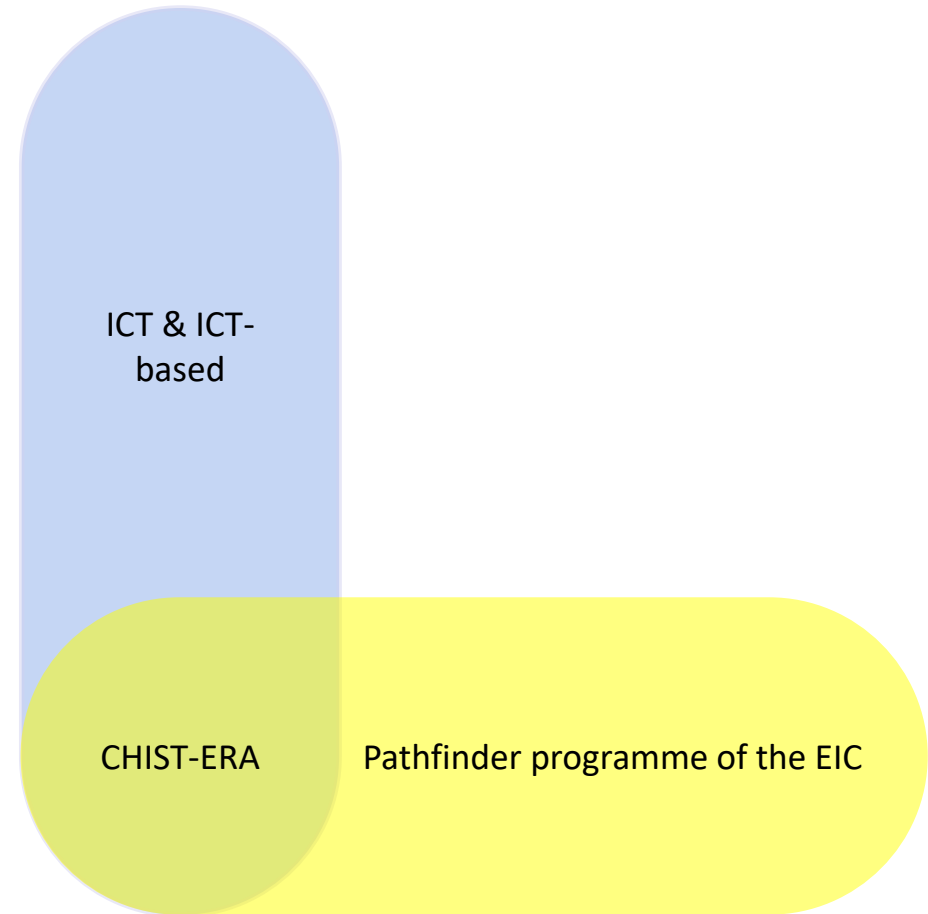 ICT & ICT-
based
CHIST-ERA
Pathfinder programme of the EIC